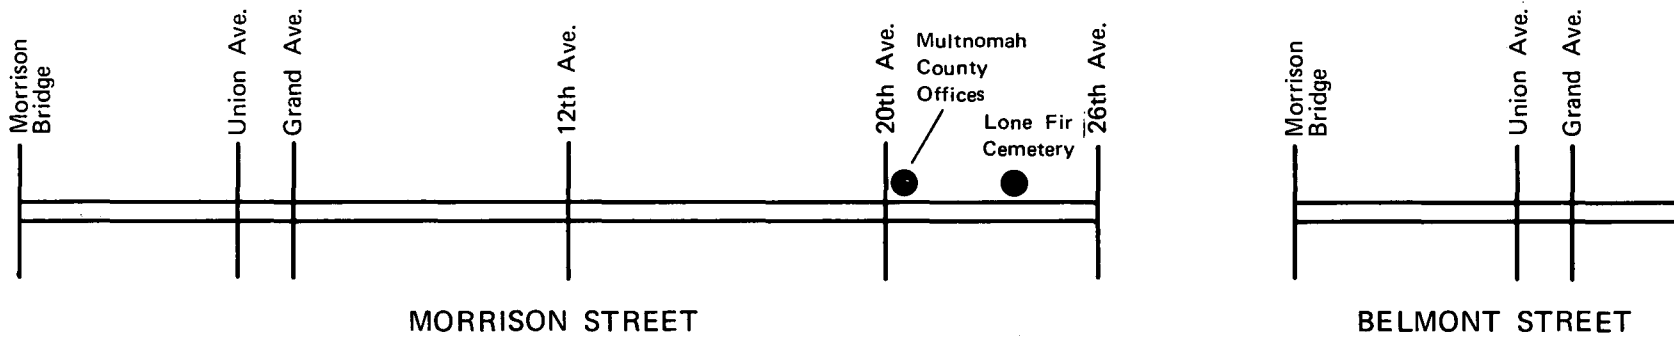 Morrison
Bridge
Union Ave.
Grand Ave.
12th Ave.
20th Ave.
Multnomah
County
Offices
Lone Fir
Cemetery
26th Ave.
MORRISON STREET
Morrison
Bridge
Union Ave.
Grand Ave.
BELMONT STREET